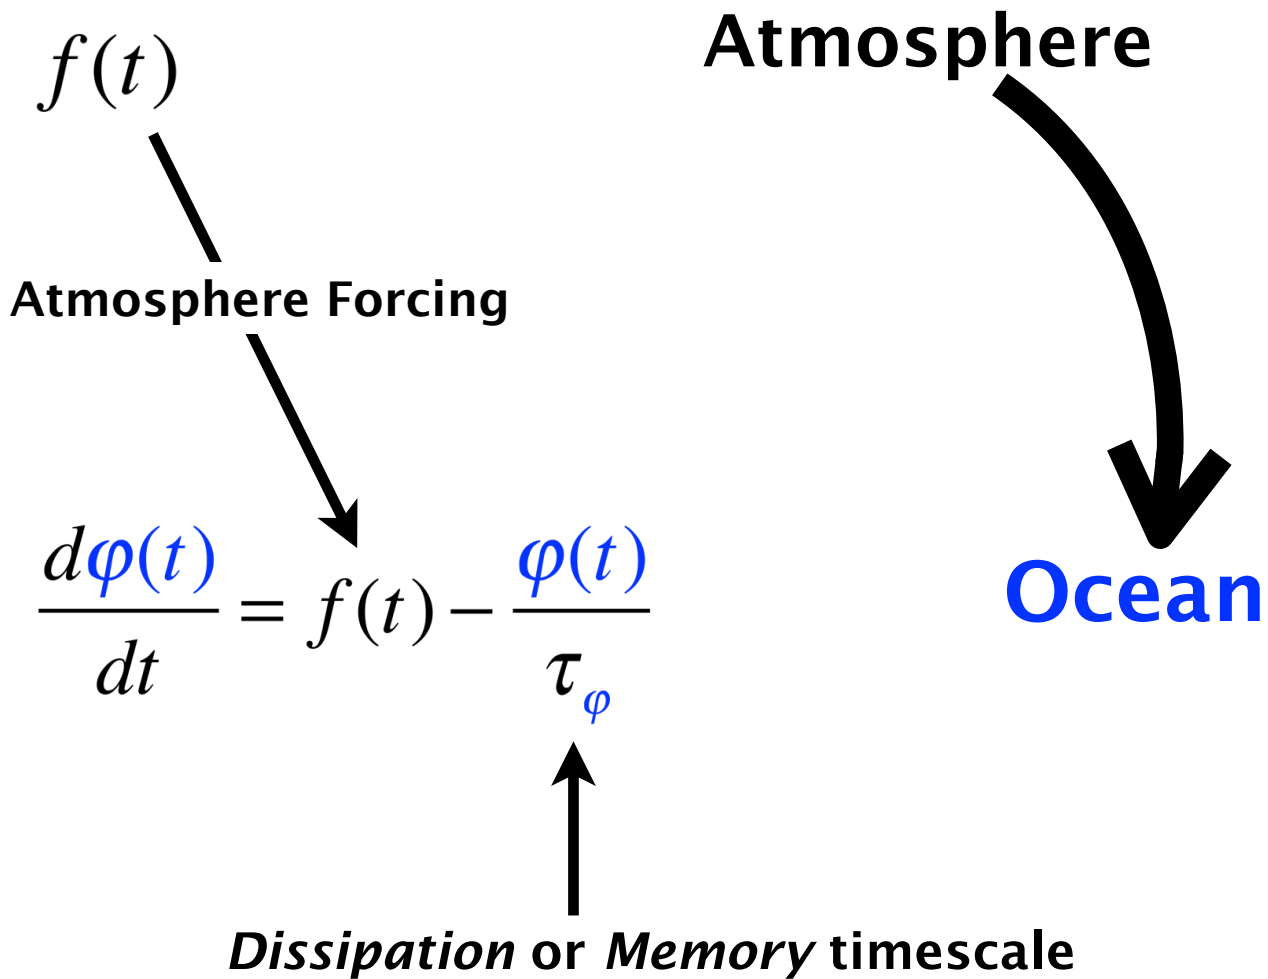 f(t)
Atmosphere
Atmosphere Forcing
dφ(t)/dt = f(t) − φ(t)/τ_φ
Ocean
Dissipation or Memory timescale